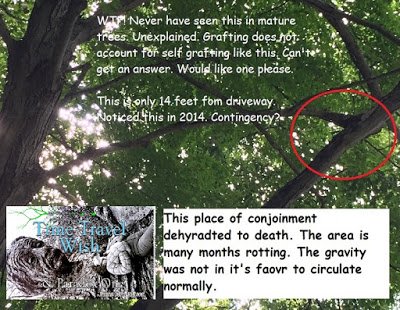 WTF! Never have seen this in mature
trees. Unexplained. Grafting does not
account for self grafting like this. Can't
get an answer. Would like one please.
This is only 14 feet fom driveway.
Noticed this in 2014. Contingency?
Time Travel
Wish
This place of conjoinment
dehyradted to death. The area is
many months rotting. The gravity
was not in it's faovr to circulate
normally.